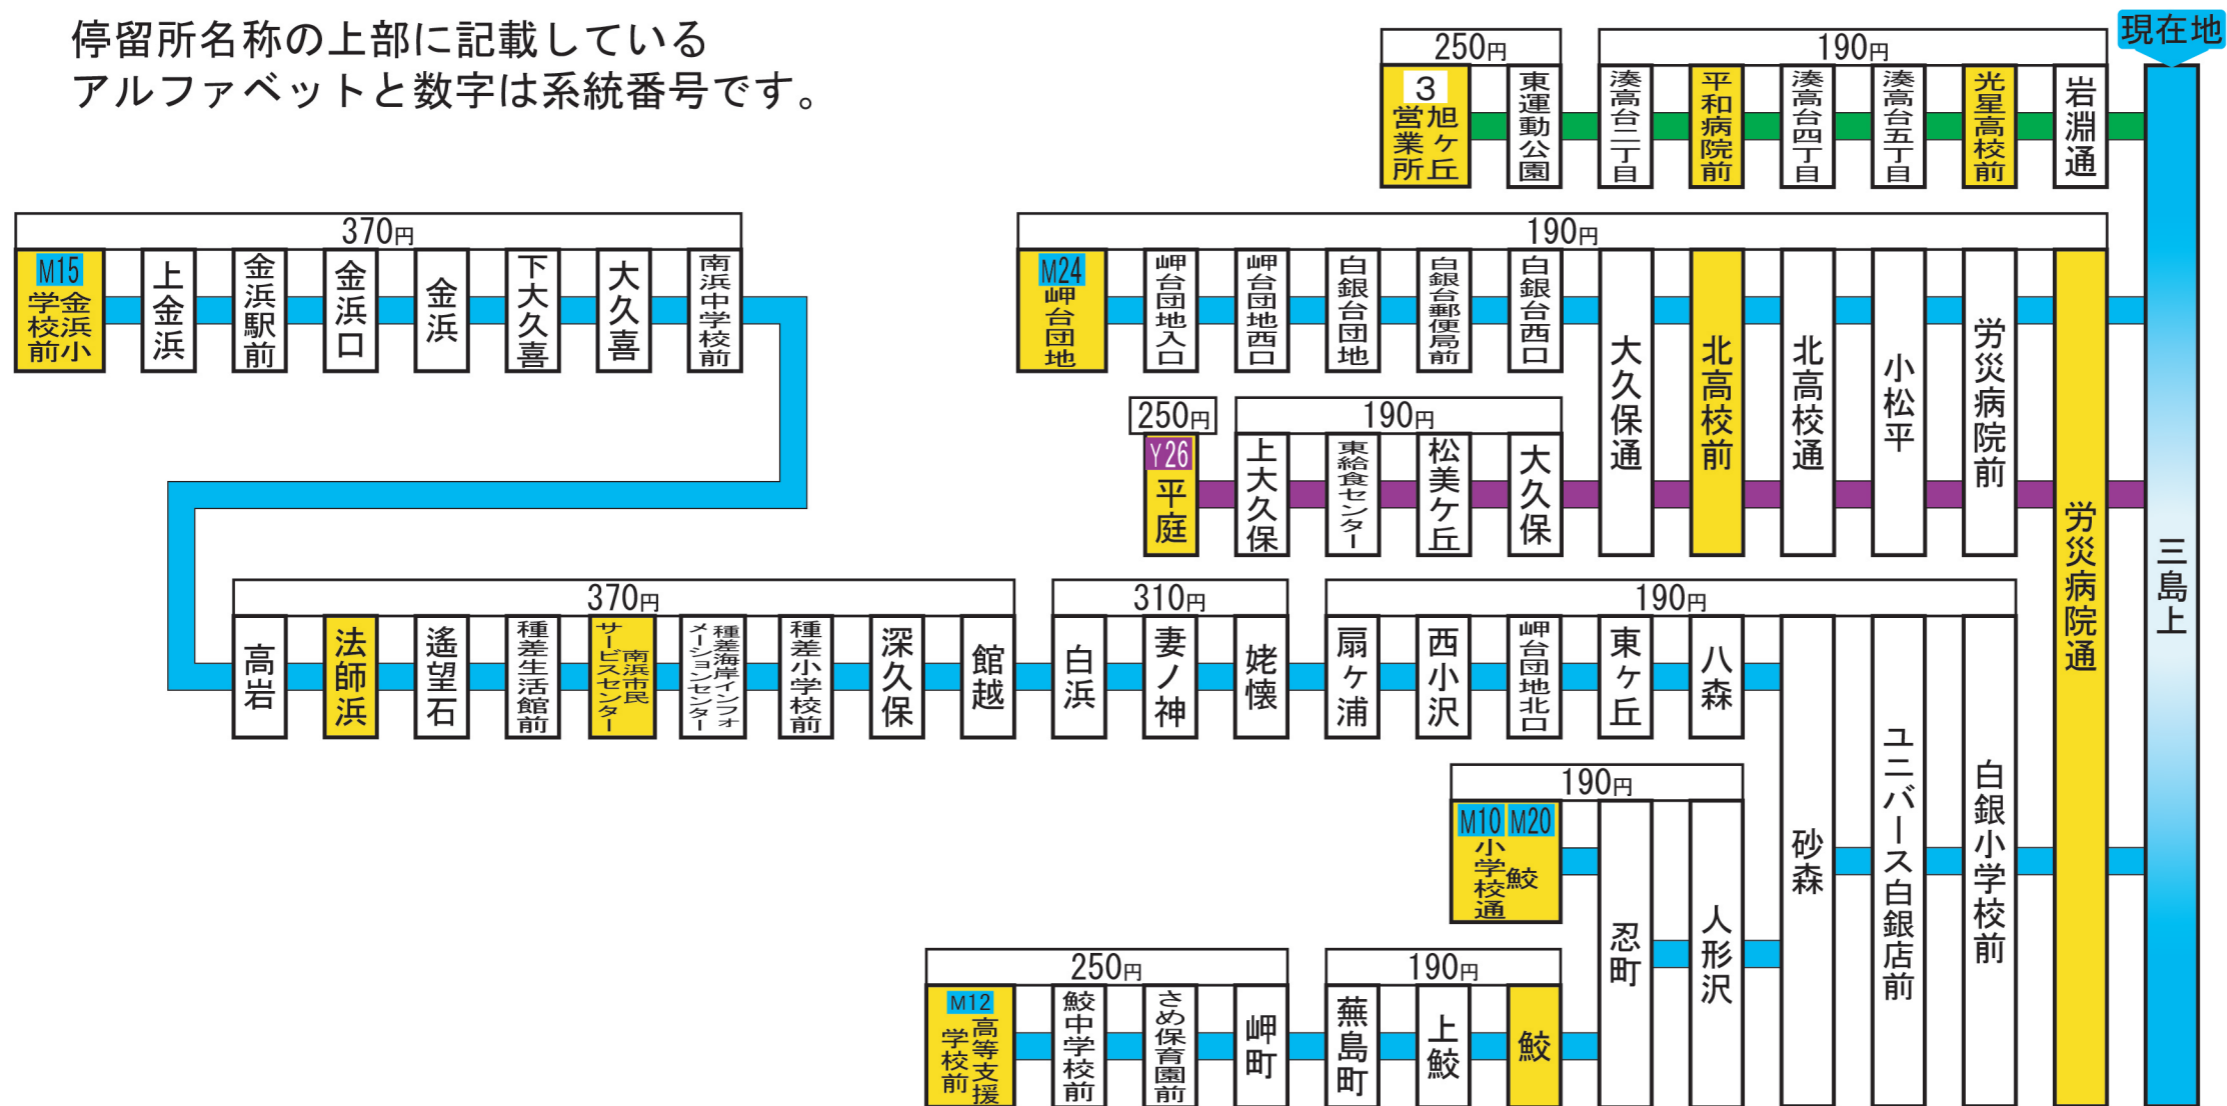 停留所名称の上部に記載している
アルファベットと数字は系統番号です。
現在地
三島上
250円
190円
3
旭ヶ丘
営業所
東運動公園
湊高台二丁目
平和病院前
湊高台四丁目
湊高台五丁目
光星高校前
岩淵通
370円
M15
金浜小
学校前
上金浜
金浜駅前
金浜口
金浜
下大久喜
大久喜
南浜中学校前
190円
M24
岬台団地
岬台団地入口
岬台団地西口
白銀台団地
白銀台郵便局前
白銀台西口
大久保通
北高校前
北高校通
小松平
労災病院前
労災病院通
250円
190円
Y26
平庭
上大久保
東給食センター
松美ケ丘
大久保
370円
310円
190円
高岩
法師浜
遙望石
種差生活館前
南浜市民
サービスセンター
種差海岸インフォ
メーションセンター
種差小学校前
深久保
館越
白浜
妻ノ神
姥懐
扇ヶ浦
西小沢
岬台団地北口
東ヶ丘
八森
砂森
ユニバース白銀店前
白銀小学校前
190円
M10 M20
鮫
小学校通
忍町
人形沢
250円
190円
M12
高等支援
学校前
鮫中学校前
さめ保育園前
岬町
蕪島町
上鮫
鮫